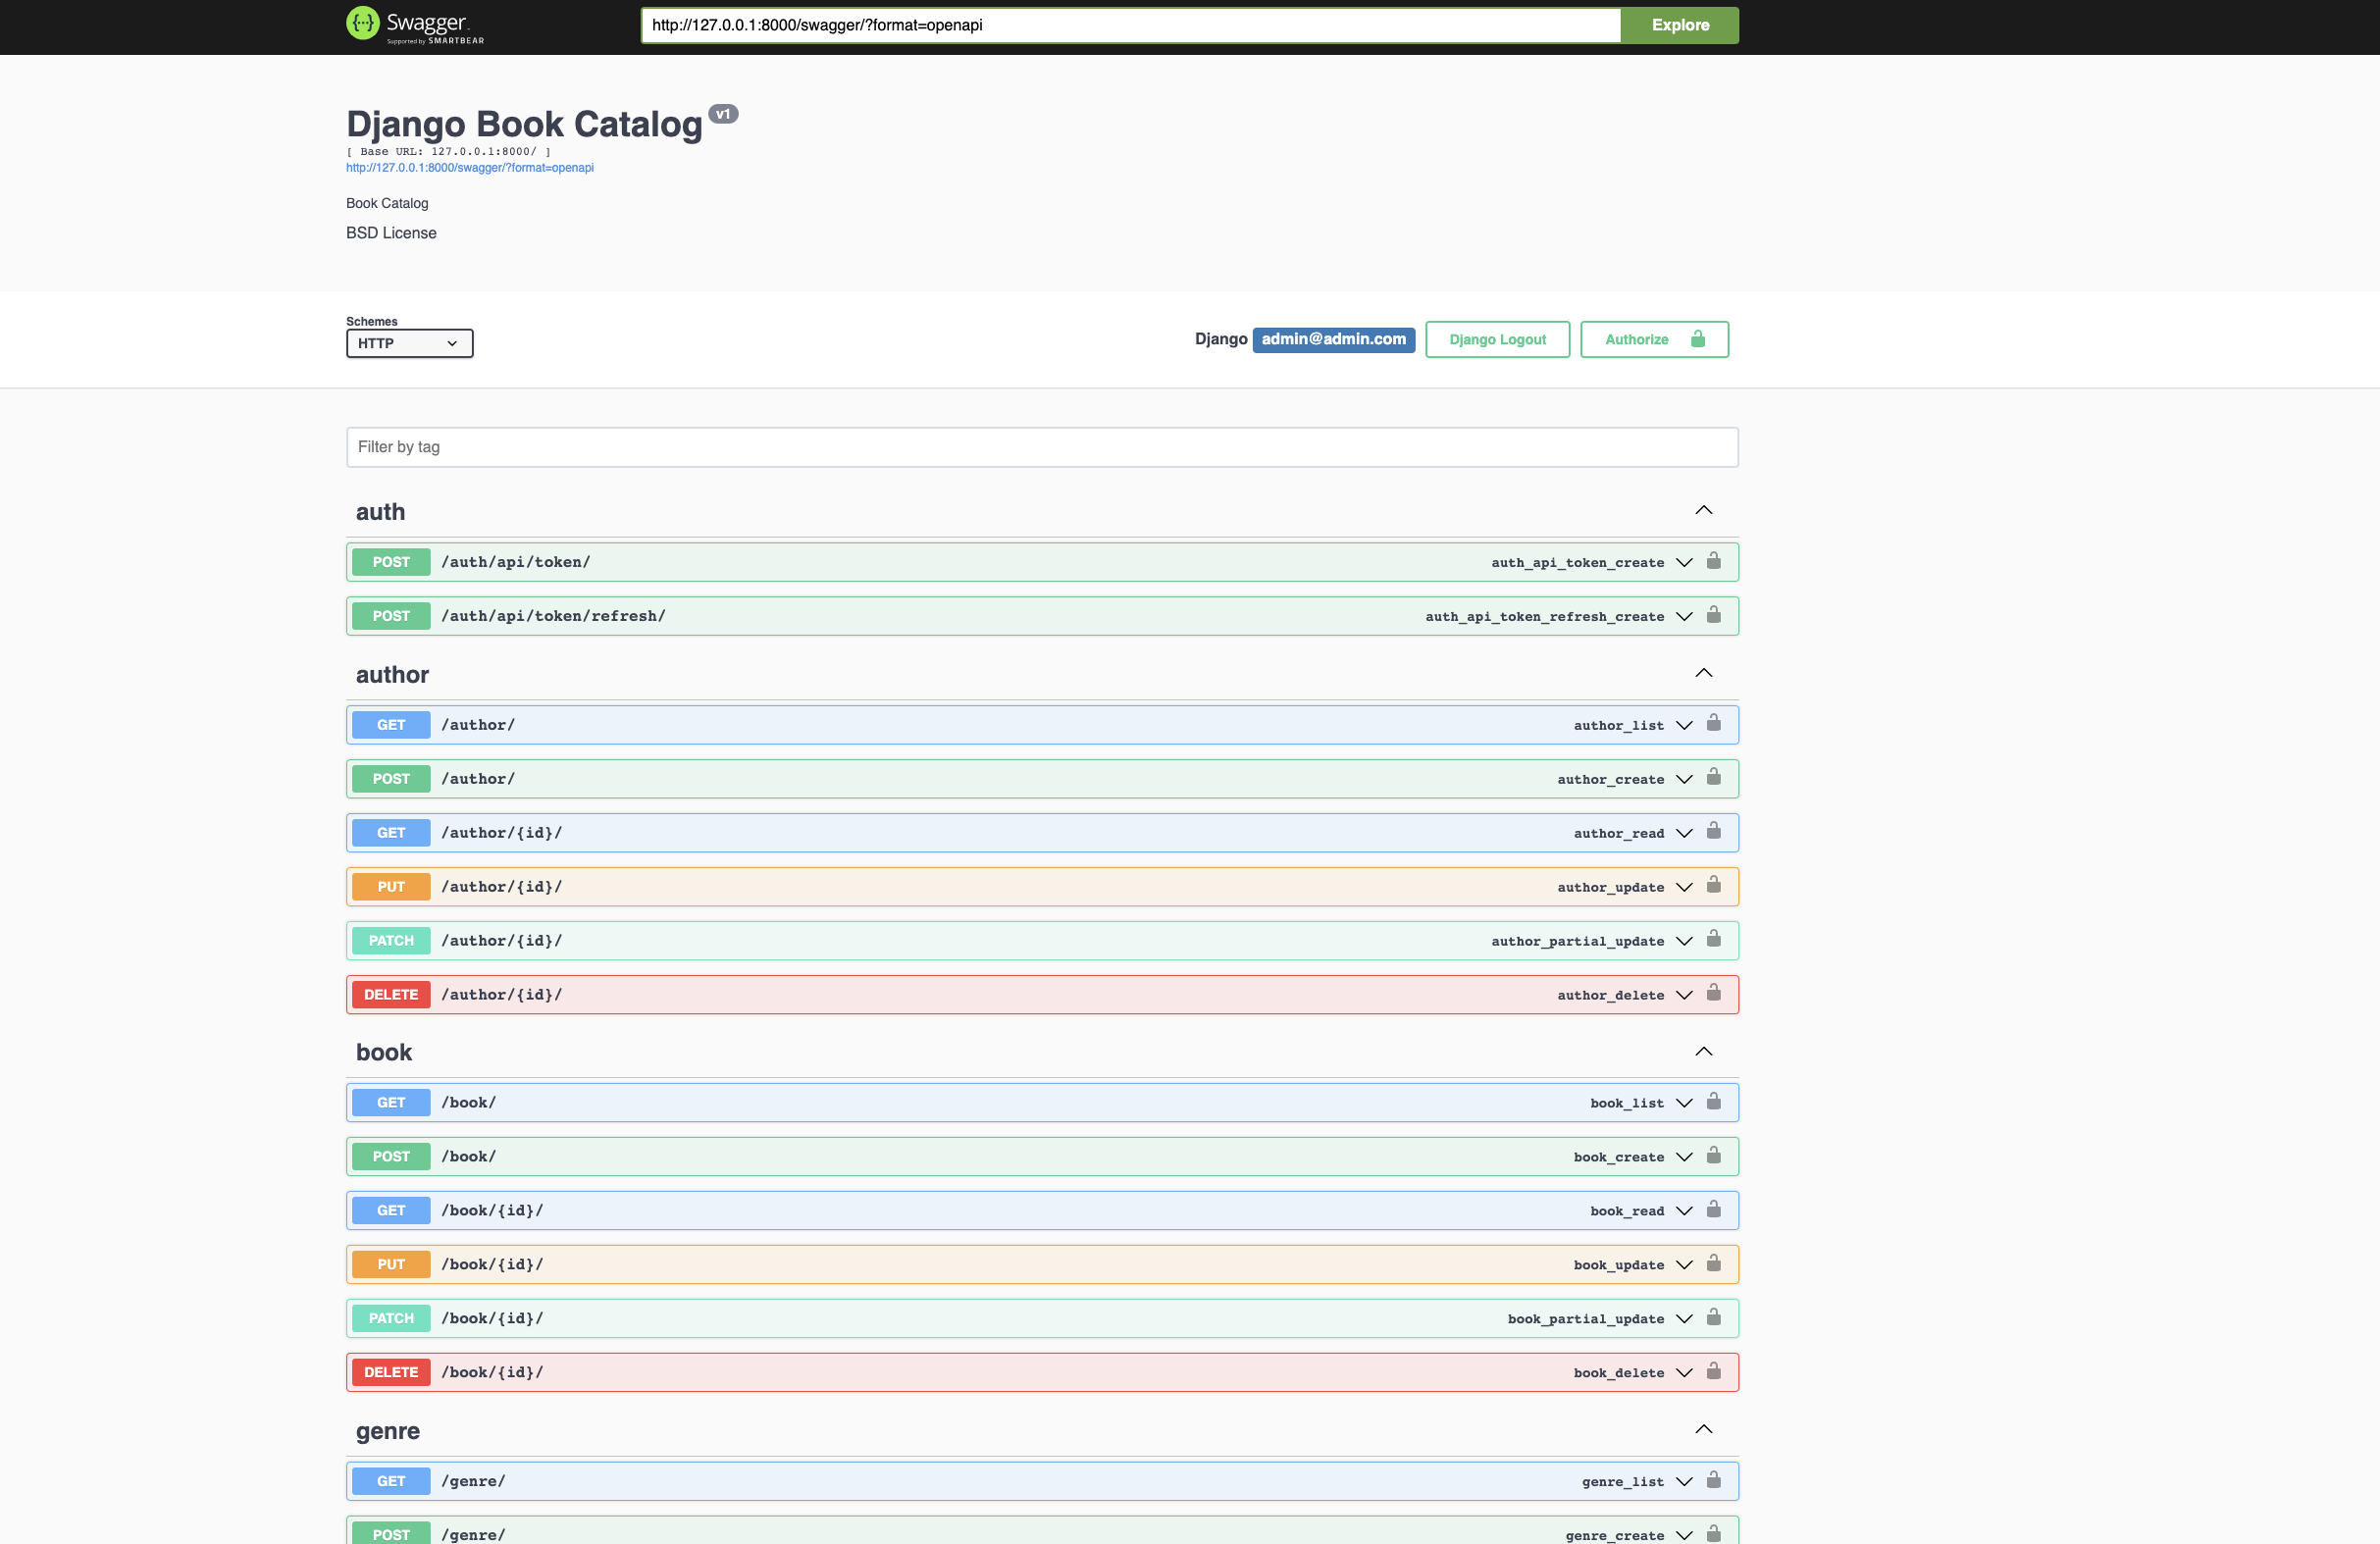 Swagger.
Supported by SMARTBEAR
http://127.0.0.1:8000/swagger/?format=openapi
Explore
Django Book Catalog v1
[ Base URL: 127.0.0.1:8000/ ]
http://127.0.0.1:8000/swagger/?format=openapi
Book Catalog
BSD License
Schemes
HTTP
Django admin@admin.com Django Logout Authorize
Filter by tag
auth
POST /auth/api/token/ auth_api_token_create
POST /auth/api/token/refresh/ auth_api_token_refresh_create
author
GET /author/ author_list
POST /author/ author_create
GET /author/{id}/ author_read
PUT /author/{id}/ author_update
PATCH /author/{id}/ author_partial_update
DELETE /author/{id}/ author_delete
book
GET /book/ book_list
POST /book/ book_create
GET /book/{id}/ book_read
PUT /book/{id}/ book_update
PATCH /book/{id}/ book_partial_update
DELETE /book/{id}/ book_delete
genre
GET /genre/ genre_list
POST /genre/ genre_create